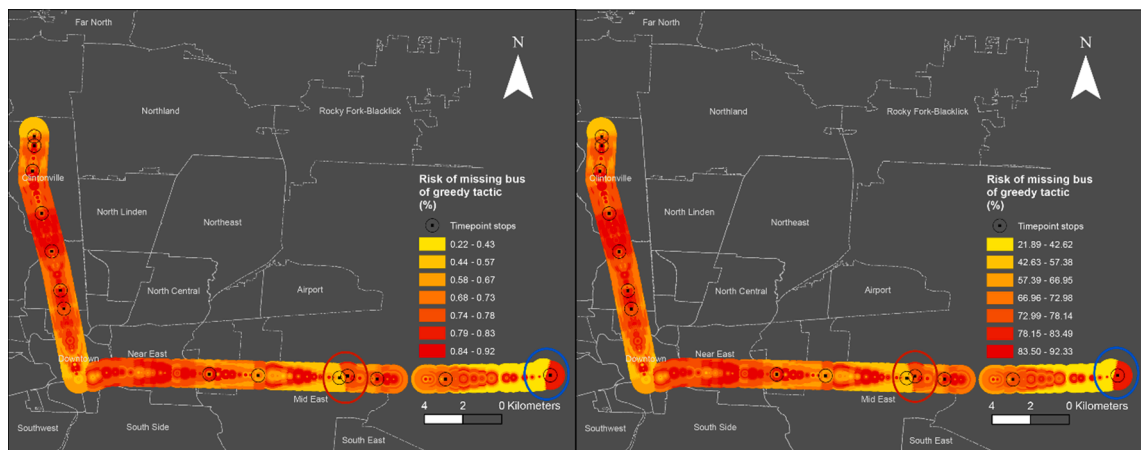 Far North
N
Northland
Rocky Fork-Blacklick
Clintonville
Risk of missing bus
of greedy tactic
(%)
North Linden
Northeast
Timepoint stops
0.22 - 0.43
0.44 - 0.57
0.58 - 0.67
0.68 - 0.73
0.74 - 0.78
0.79 - 0.83
0.84 - 0.92
North Central
Airport
Downtown
Near East
Mid East
4 2 0 Kilometers
Southwest
South Side
South East
Far North
N
Northland
Rocky Fork-Blacklick
Clintonville
Risk of missing bus
of greedy tactic
(%)
North Linden
Northeast
Timepoint stops
21.89 - 42.62
42.63 - 57.38
57.39 - 66.95
66.96 - 72.98
72.99 - 78.14
78.15 - 83.49
83.50 - 92.33
North Central
Airport
Downtown
Near East
Mid East
4 2 0 Kilometers
Southwest
South Side
South East